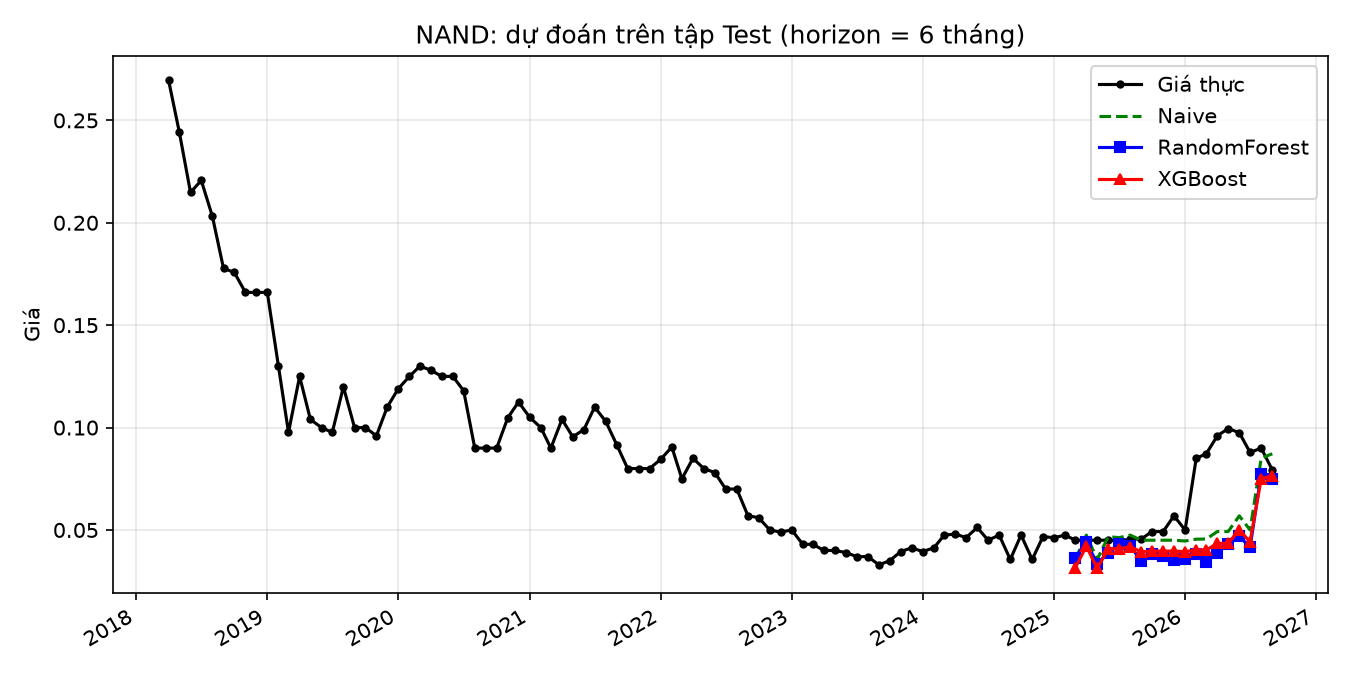 NAND: dự đoán trên tập Test (horizon = 6 tháng)
Giá thực
Naive
RandomForest
XGBoost
Giá
0.25
0.20
0.15
0.10
0.05
2018
2019
2020
2021
2022
2023
2024
2025
2026
2027